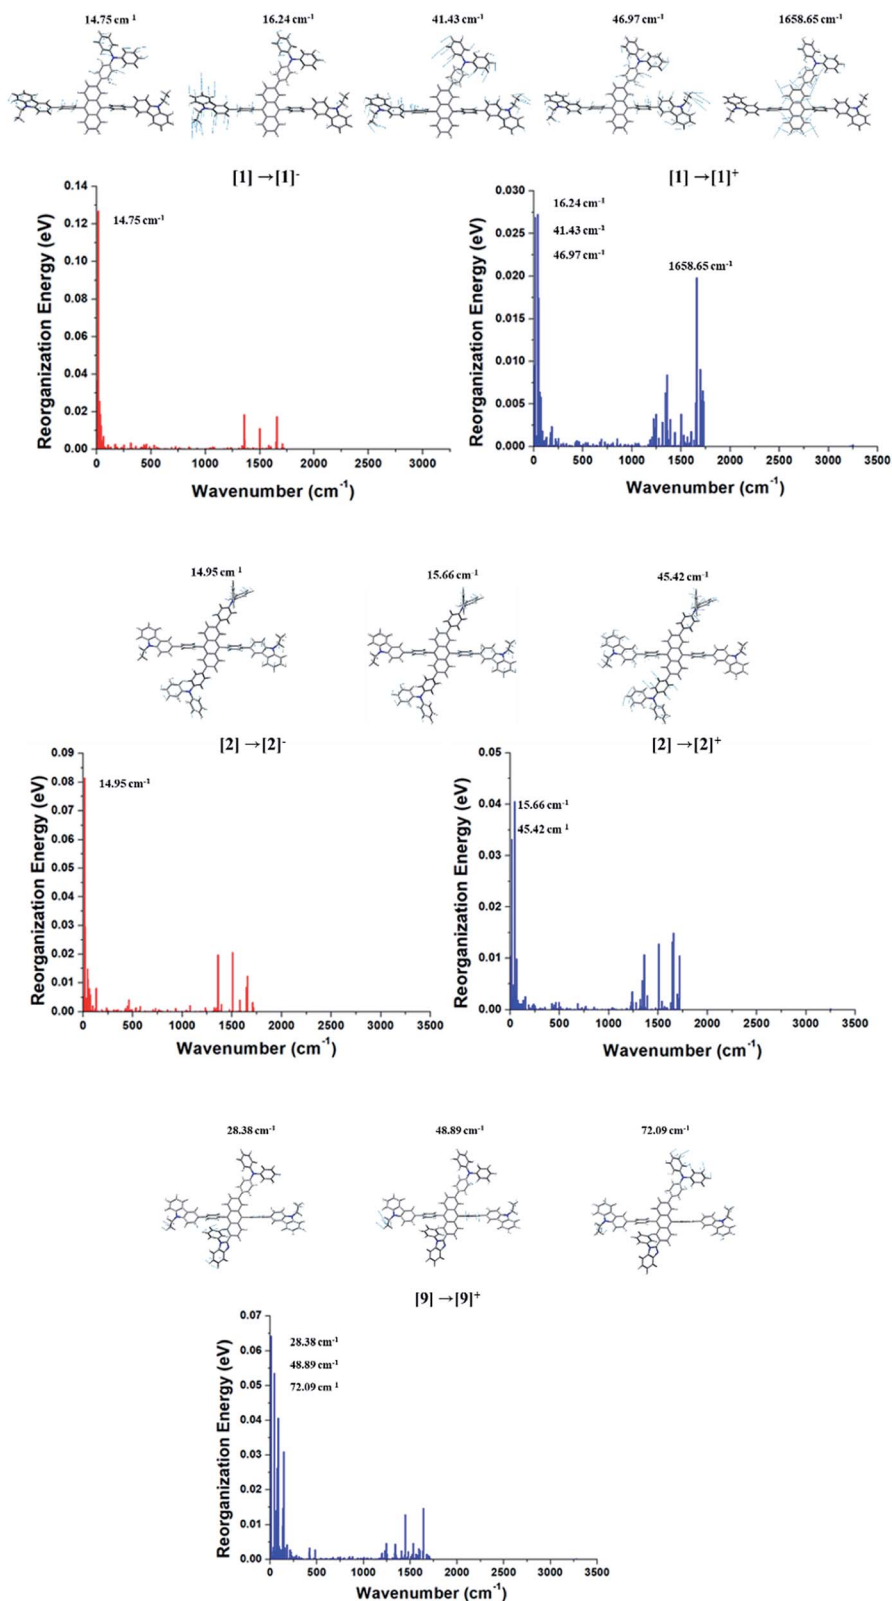 14.75 cm⁻¹ 16.24 cm⁻¹ 41.43 cm⁻¹ 46.97 cm⁻¹ 1658.65 cm⁻¹
[1] →[1]⁻
Reorganization Energy (eV)
0.14
0.12
0.10
0.08
0.06
0.04
0.02
0.00
14.75 cm⁻¹
0 500 1000 1500 2000 2500 3000
Wavenumber (cm⁻¹)
[1] →[1]⁺
Reorganization Energy (eV)
0.030
0.025
0.020
0.015
0.010
0.005
0.000
16.24 cm⁻¹
41.43 cm⁻¹
46.97 cm⁻¹
1658.65 cm⁻¹
0 500 1000 1500 2000 2500 3000 3500
Wavenumber (cm⁻¹)
14.95 cm⁻¹ 15.66 cm⁻¹ 45.42 cm⁻¹
[2] →[2]⁻
Reorganization Energy (eV)
0.09
0.08
0.07
0.06
0.05
0.04
0.03
0.02
0.01
0.00
14.95 cm⁻¹
0 500 1000 1500 2000 2500 3000 3500
Wavenumber (cm⁻¹)
[2] →[2]⁺
Reorganization Energy (eV)
0.05
0.04
0.03
0.02
0.01
0.00
15.66 cm⁻¹
45.42 cm⁻¹
0 500 1000 1500 2000 2500 3000 3500
Wavenumber (cm⁻¹)
28.38 cm⁻¹ 48.89 cm⁻¹ 72.09 cm⁻¹
[9] →[9]⁺
Reorganization Energy (eV)
0.07
0.06
0.05
0.04
0.03
0.02
0.01
0.00
28.38 cm⁻¹
48.89 cm⁻¹
72.09 cm⁻¹
0 500 1000 1500 2000 2500 3000 3500
Wavenumber (cm⁻¹)